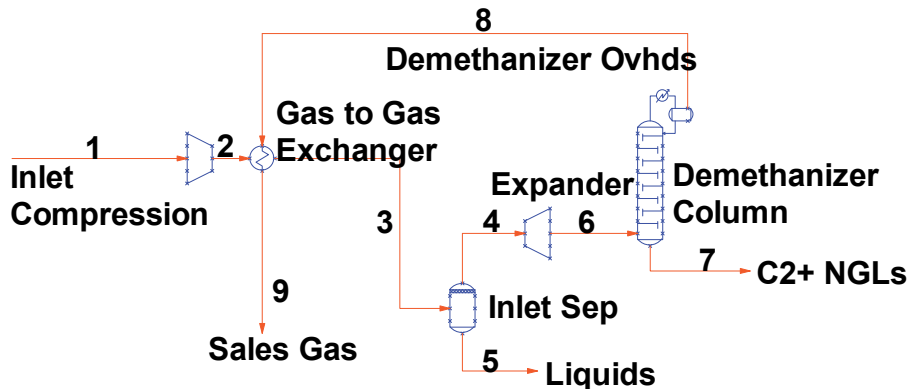 8
Demethanizer Ovhds
Gas to Gas
Exchanger
1
2
Inlet
Compression
Expander
Demethanizer
Column
3
4
6
7
C2+ NGLs
9
Inlet Sep
Sales Gas
5
Liquids